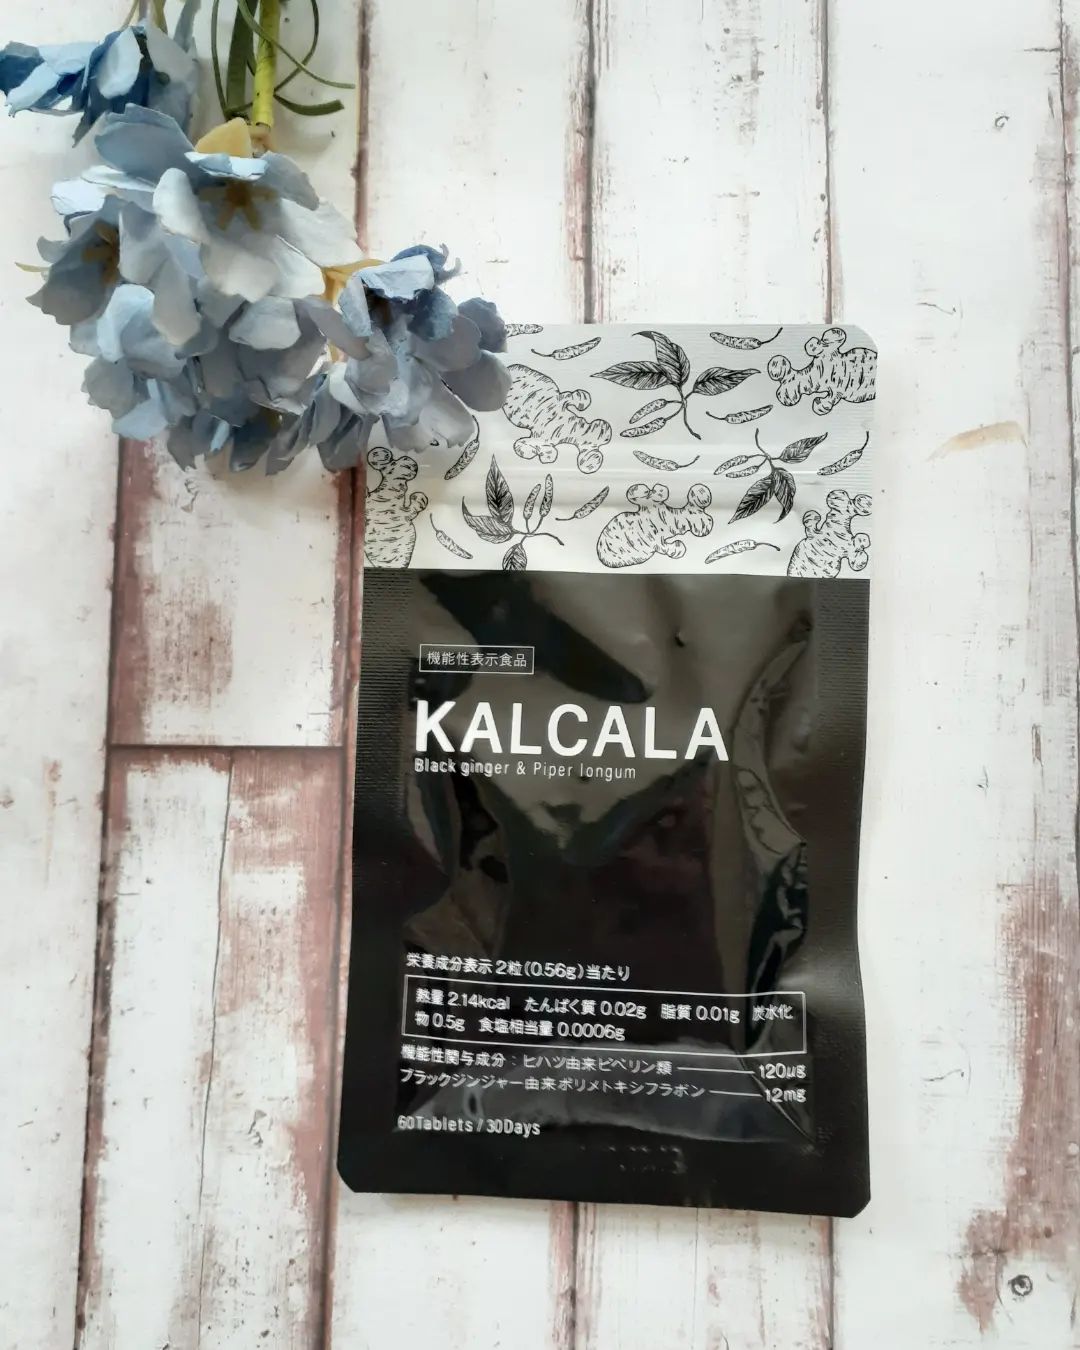 機能性表示食品
KALCALA
Black ginger & Piper longum
栄養成分表示 2粒(0.56g)当たり
熱量 2.14kcal たんぱく質 0.02g 脂質 0.01g 炭水化
物 0.5g 食塩相当量 0.0006g
機能性関与成分：ヒハツ由来ピペリン類 ――― 120μg
ブラックジンジャー由来ポリメトキシフラボン ――― 12mg
60Tablets / 30Days